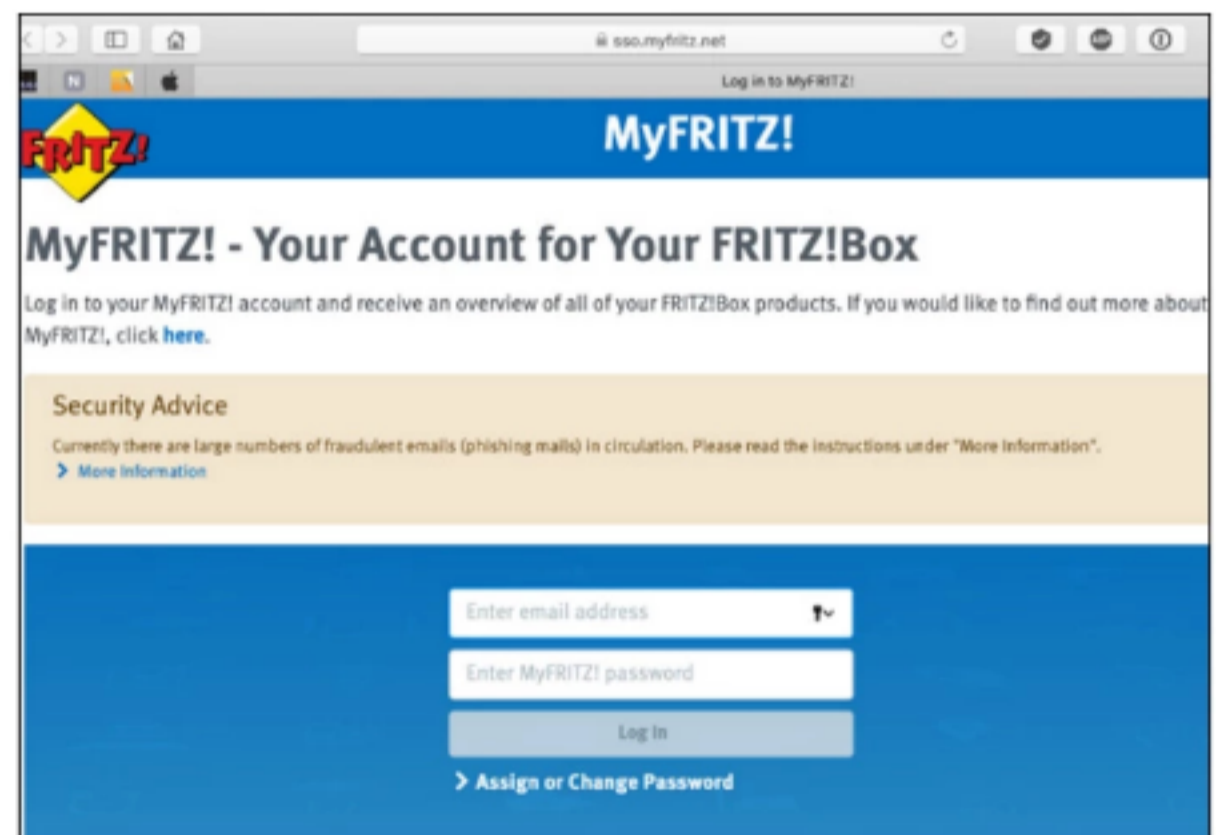 sso.myfritz.net
Log in to MyFRITZ!
FRITZ!
MyFRITZ!
MyFRITZ! - Your Account for Your FRITZ!Box
Log in to your MyFRITZ! account and receive an overview of all of your FRITZ!Box products. If you would like to find out more about
MyFRITZ!, click here.
Security Advice
Currently there are large numbers of fraudulent emails (phishing mails) in circulation. Please read the instructions under "More Information".
More Information
Enter email address
Enter MyFRITZ! password
Log In
Assign or Change Password